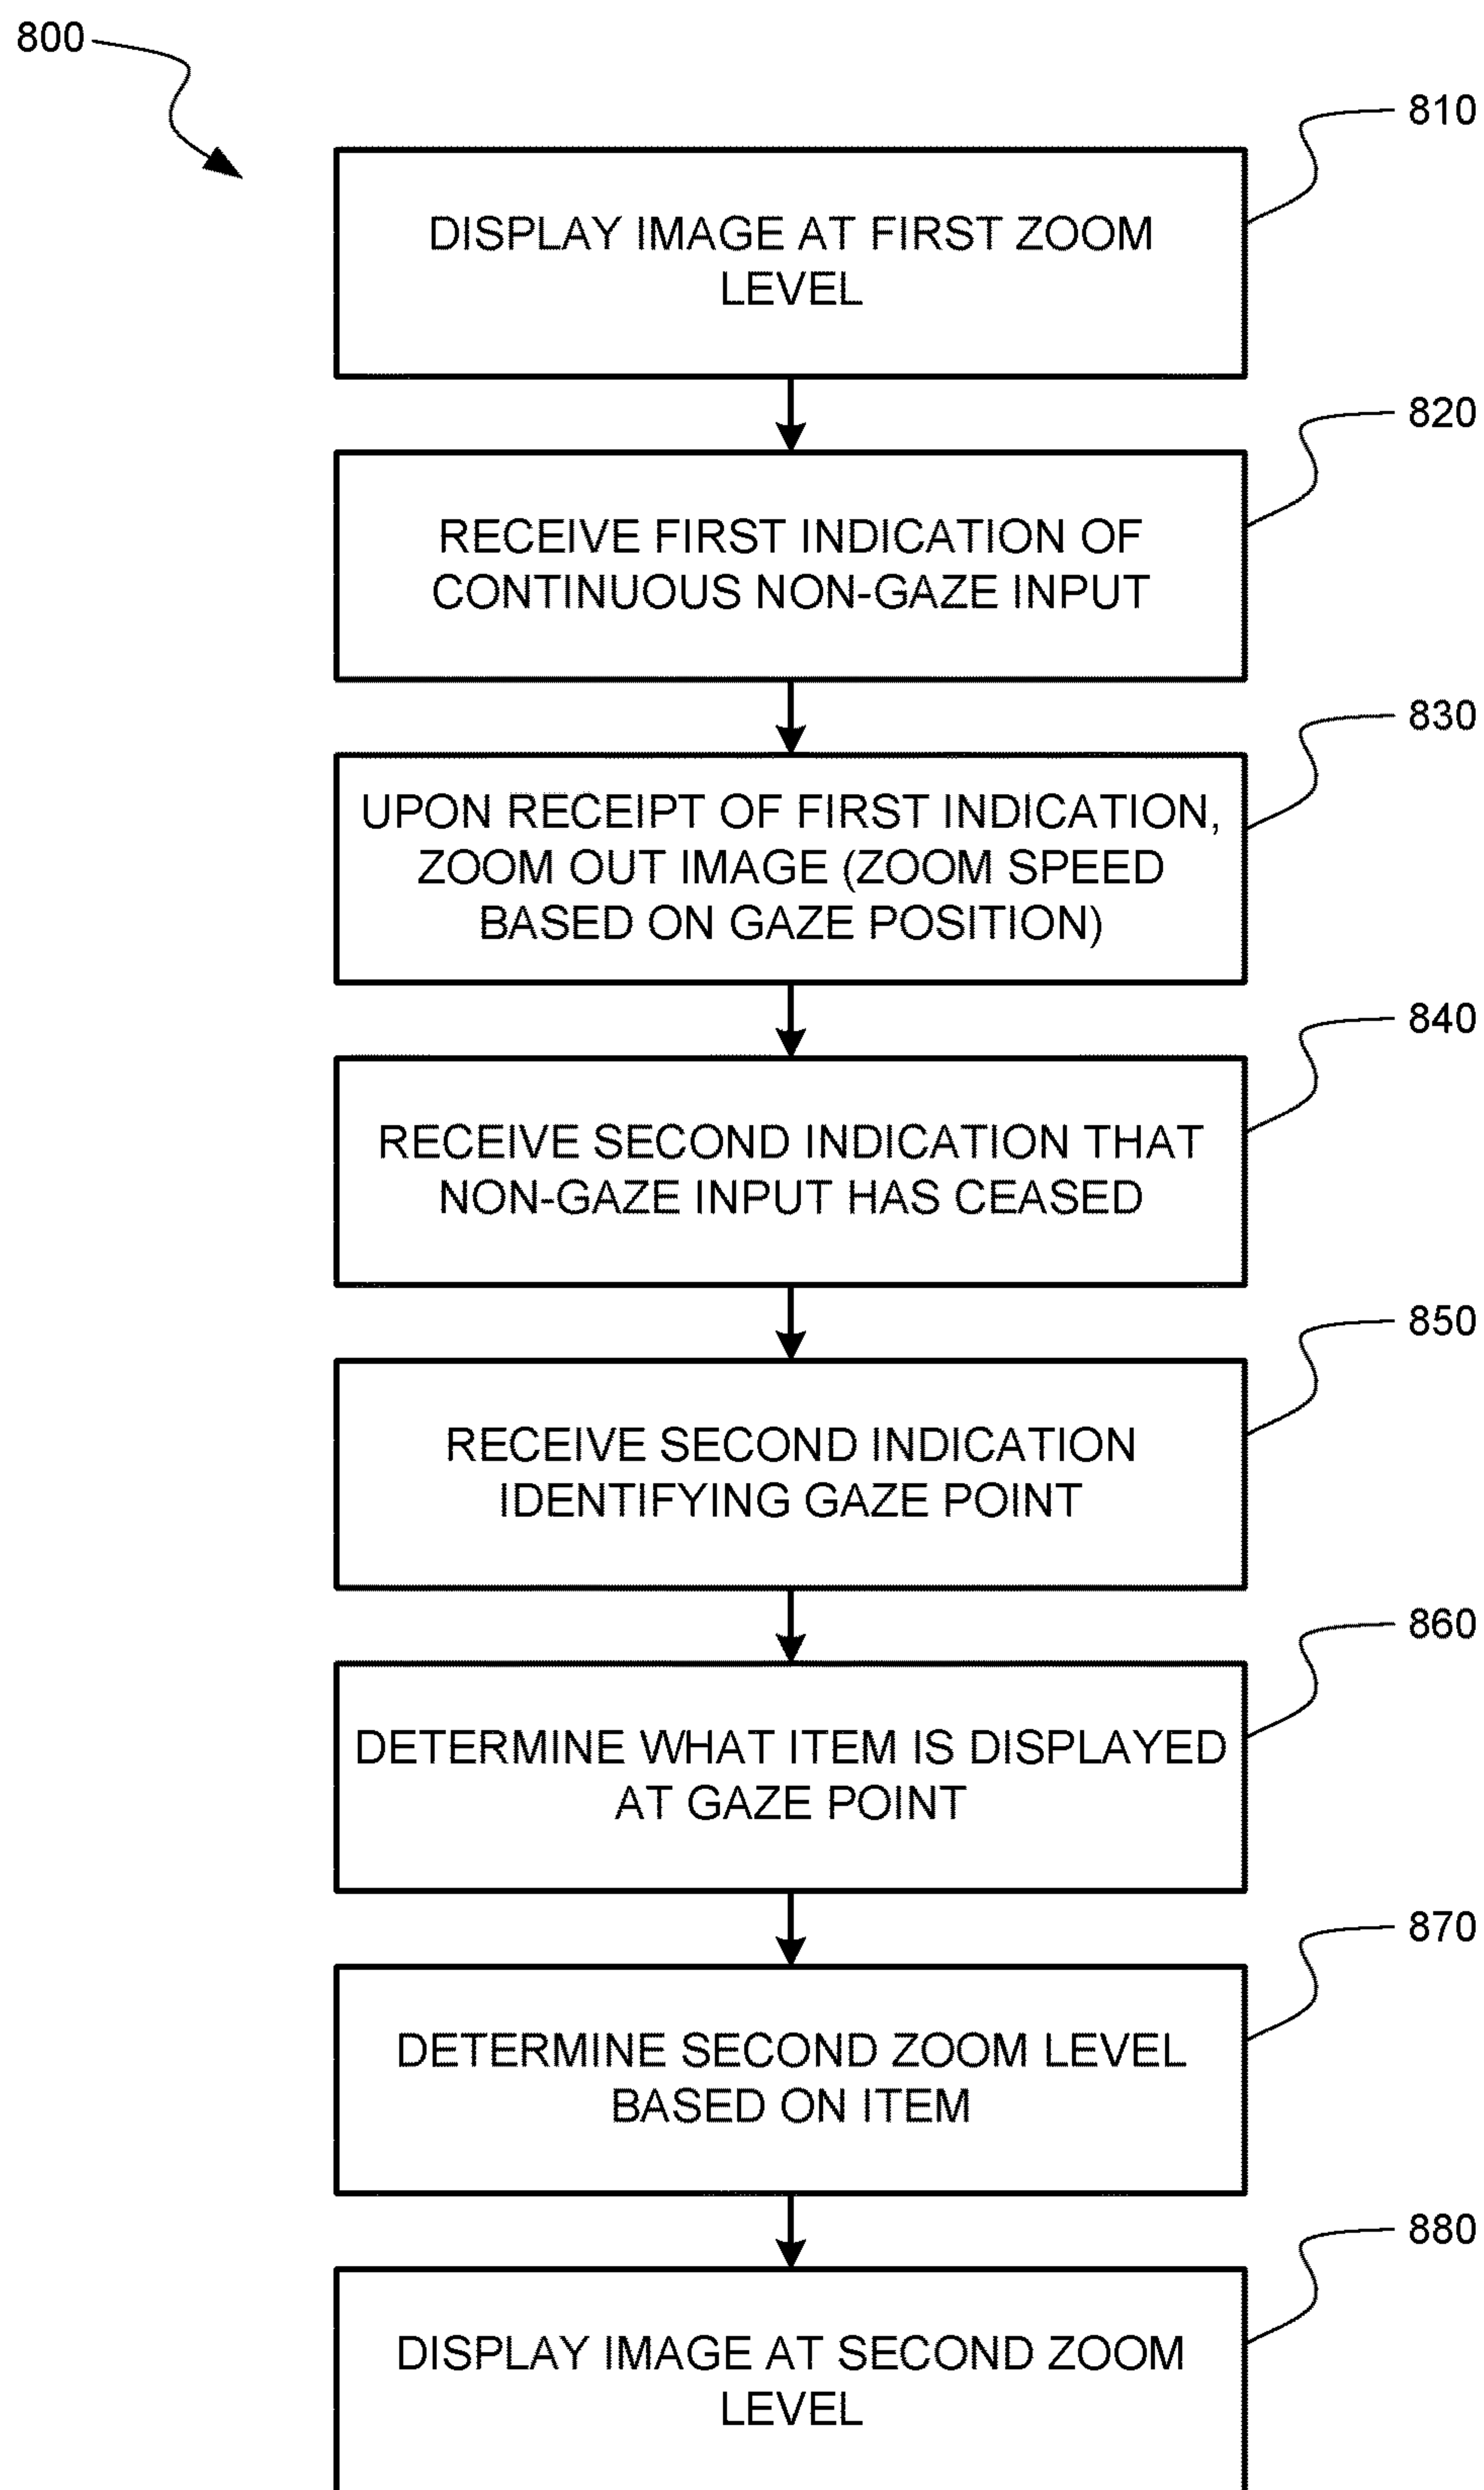 800
810
DISPLAY IMAGE AT FIRST ZOOM
LEVEL
820
RECEIVE FIRST INDICATION OF
CONTINUOUS NON-GAZE INPUT
830
UPON RECEIPT OF FIRST INDICATION,
ZOOM OUT IMAGE (ZOOM SPEED
BASED ON GAZE POSITION)
840
RECEIVE SECOND INDICATION THAT
NON-GAZE INPUT HAS CEASED
850
RECEIVE SECOND INDICATION
IDENTIFYING GAZE POINT
860
DETERMINE WHAT ITEM IS DISPLAYED
AT GAZE POINT
870
DETERMINE SECOND ZOOM LEVEL
BASED ON ITEM
880
DISPLAY IMAGE AT SECOND ZOOM
LEVEL